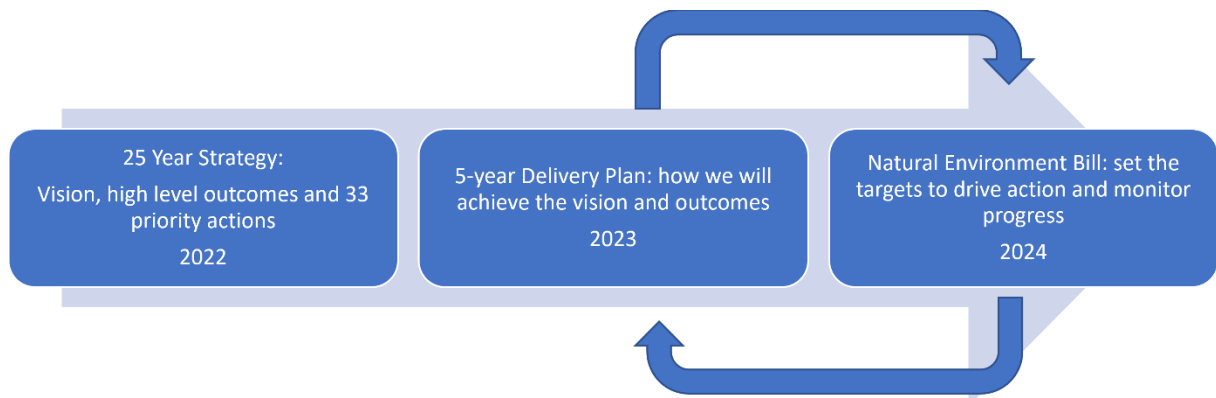 25 Year Strategy:
Vision, high level outcomes and 33
priority actions
2022
5-year Delivery Plan: how we will
achieve the vision and outcomes
2023
Natural Environment Bill: set the
targets to drive action and monitor
progress
2024